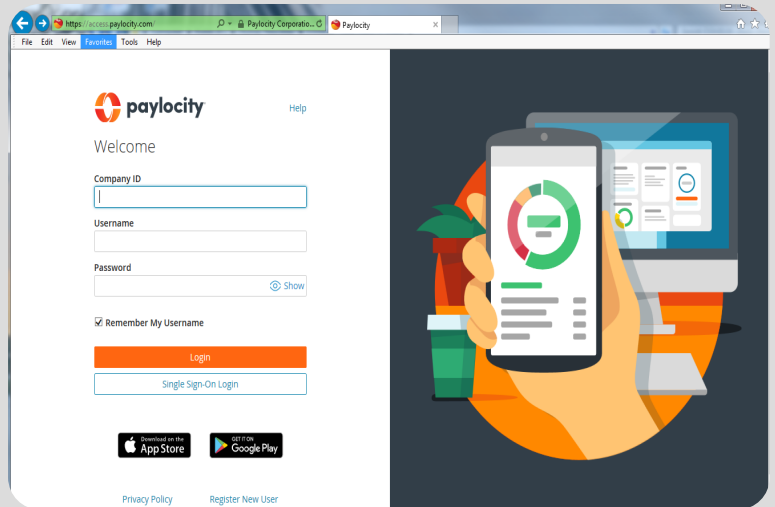 https://access.paylocity.com/
Paylocity Corporatio...
Paylocity
File Edit View Favorites Tools Help
paylocity
Help
Welcome
Company ID
Username
Password
Show
Remember My Username
Login
Single Sign-On Login
Download on the
App Store
GET IT ON
Google Play
Privacy Policy
Register New User